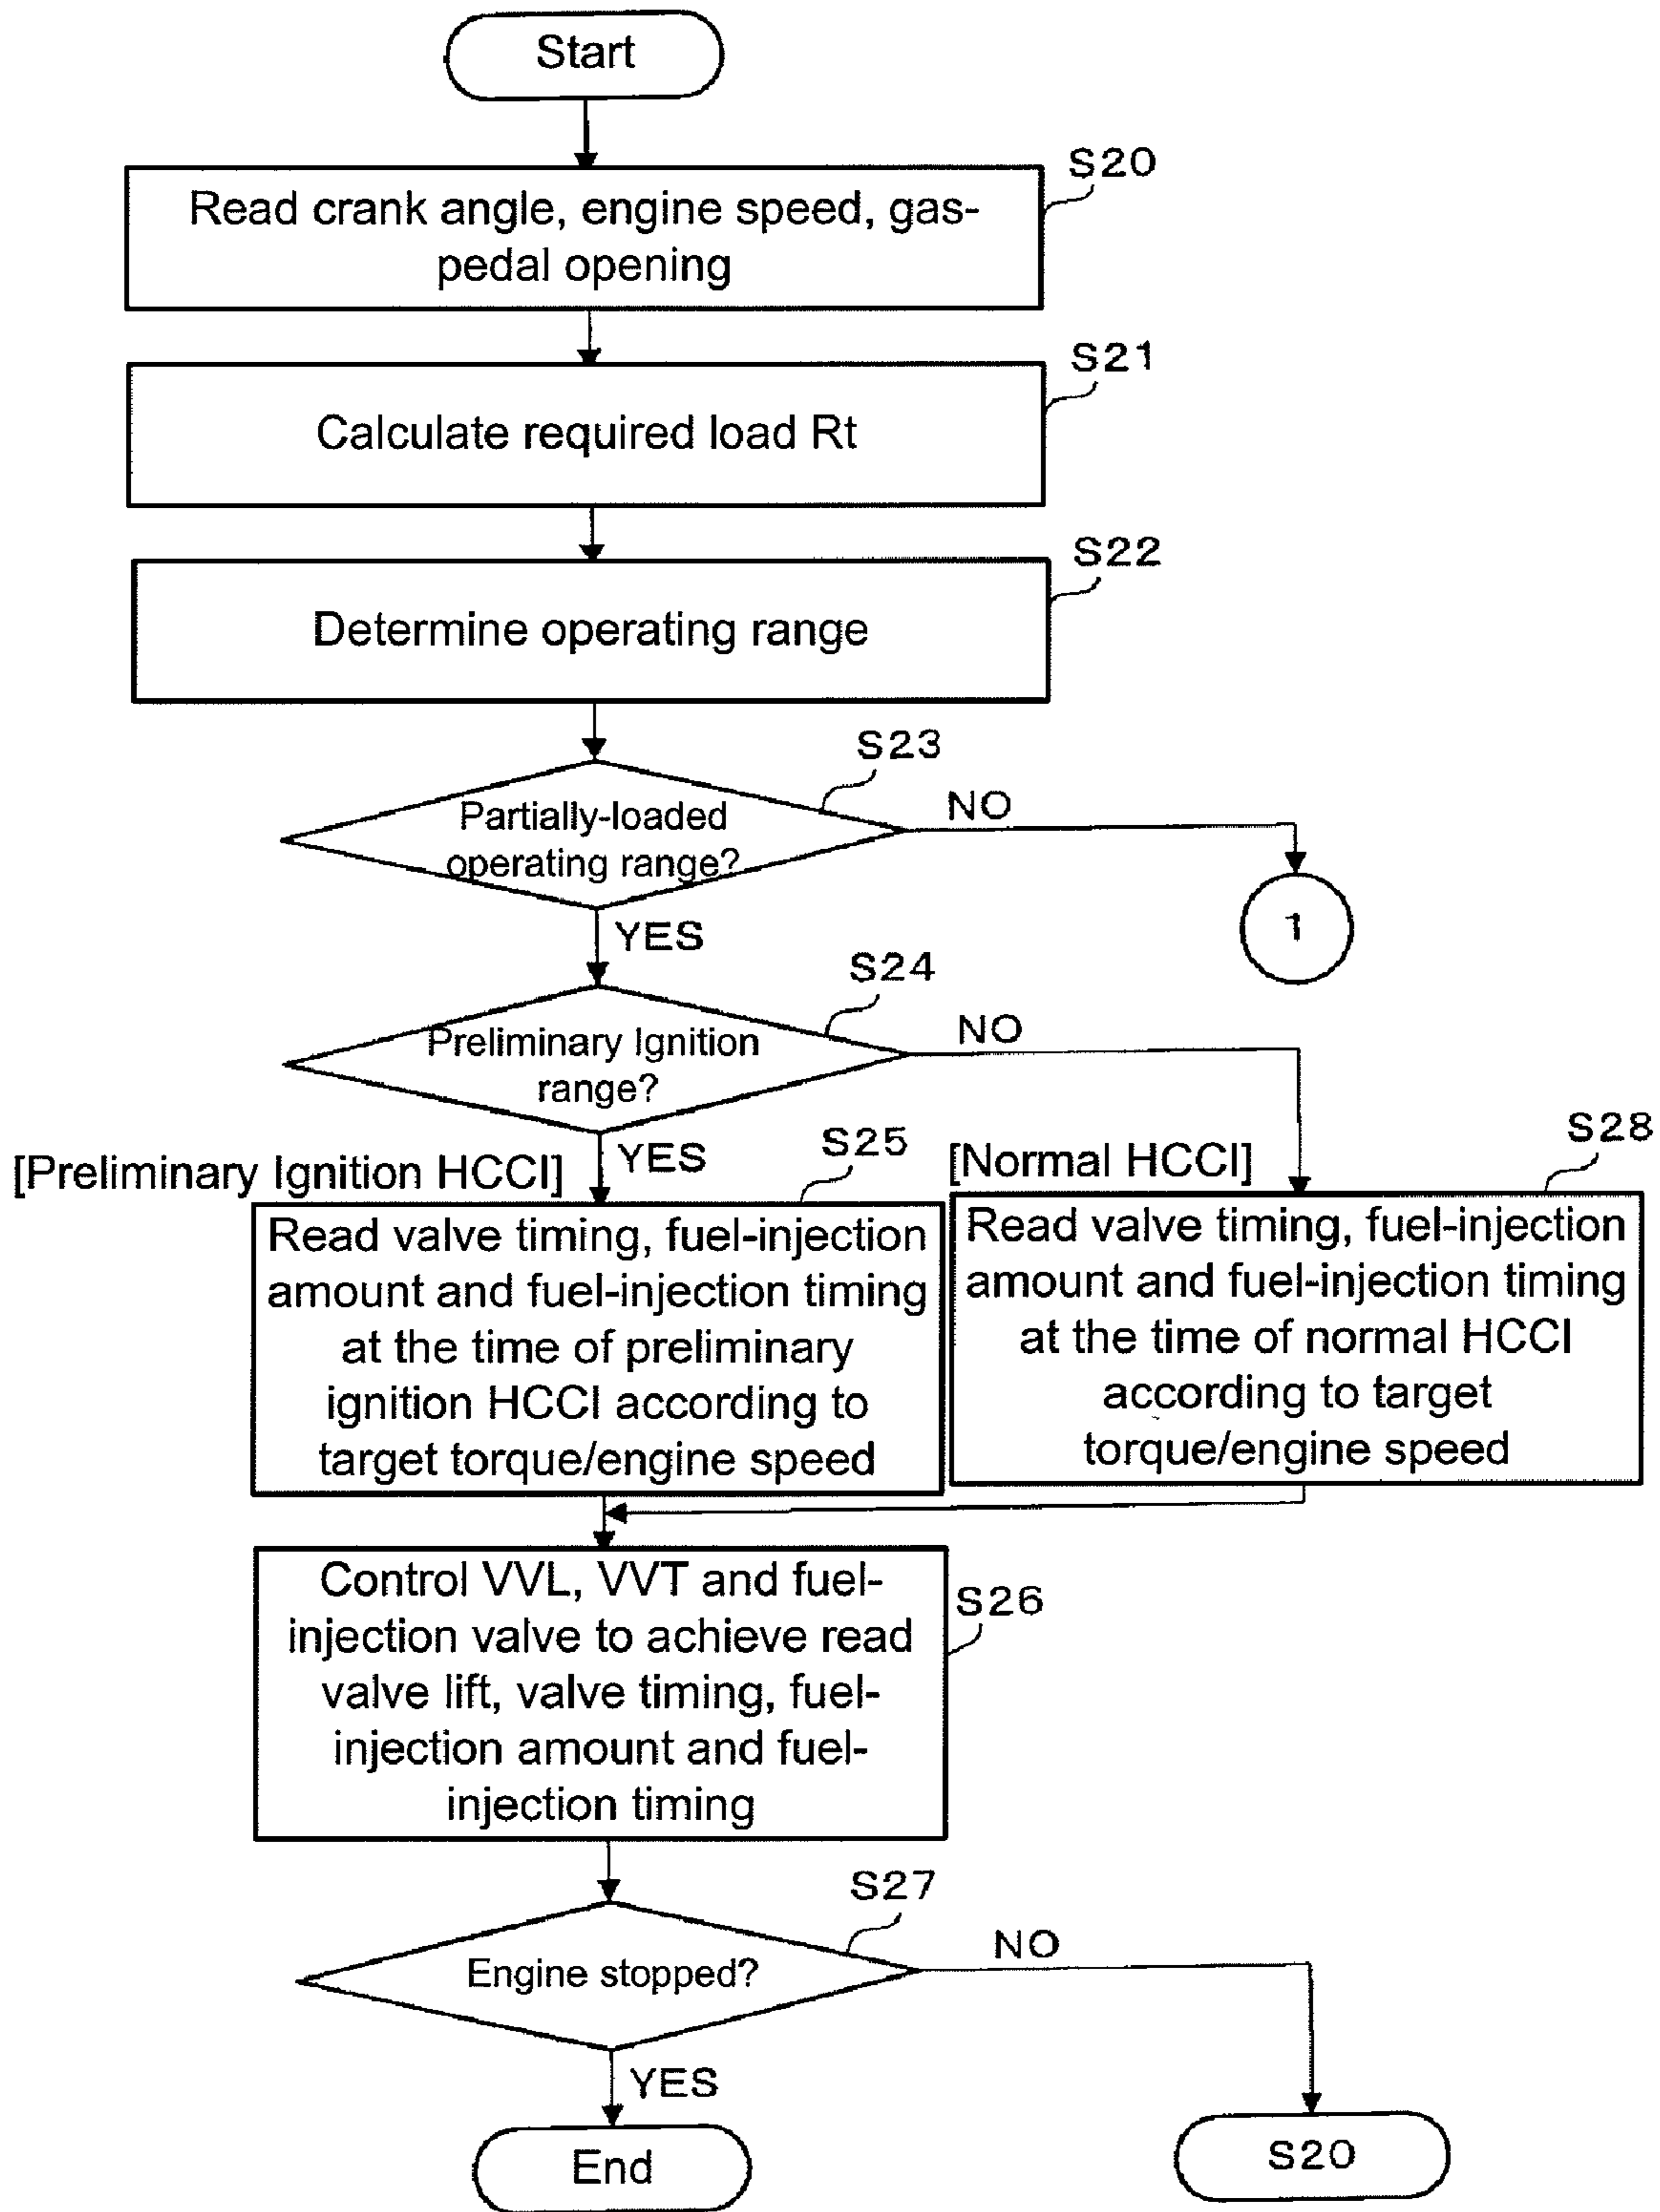 Start
S20
Read crank angle, engine speed, gas-
pedal opening
S21
Calculate required load Rt
S22
Determine operating range
S23
Partially-loaded
operating range?
NO
1
YES
S24
Preliminary Ignition
range?
NO
YES
[Preliminary Ignition HCCI]
S25
Read valve timing, fuel-injection
amount and fuel-injection timing
at the time of preliminary
ignition HCCI according to
target torque/engine speed
[Normal HCCI]
S28
Read valve timing, fuel-injection
amount and fuel-injection timing
at the time of normal HCCI
according to target
torque/engine speed
S26
Control VVL, VVT and fuel-
injection valve to achieve read
valve lift, valve timing, fuel-
injection amount and fuel-
injection timing
S27
Engine stopped?
NO
YES
End
S20